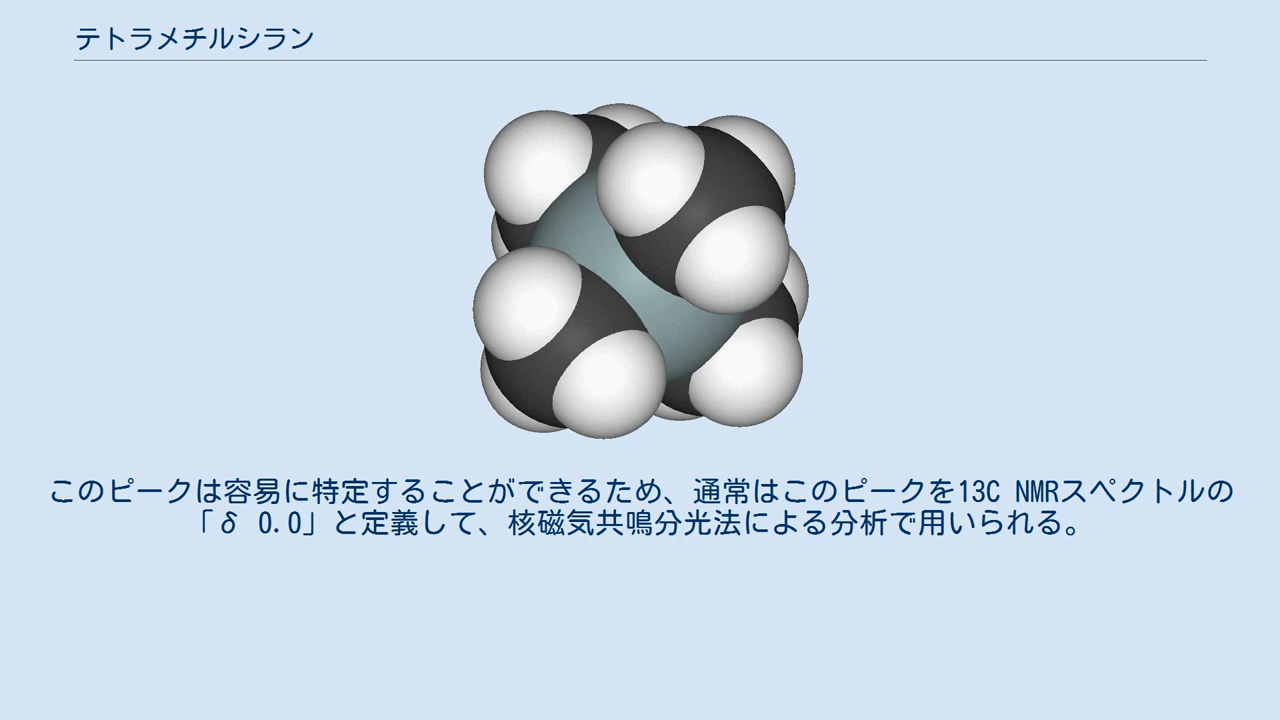 テトラメチルシラン
このピークは容易に特定することができるため、通常はこのピークを13C NMRスペクトルの
「δ 0.0」と定義して、核磁気共鳴分光法による分析で用いられる。